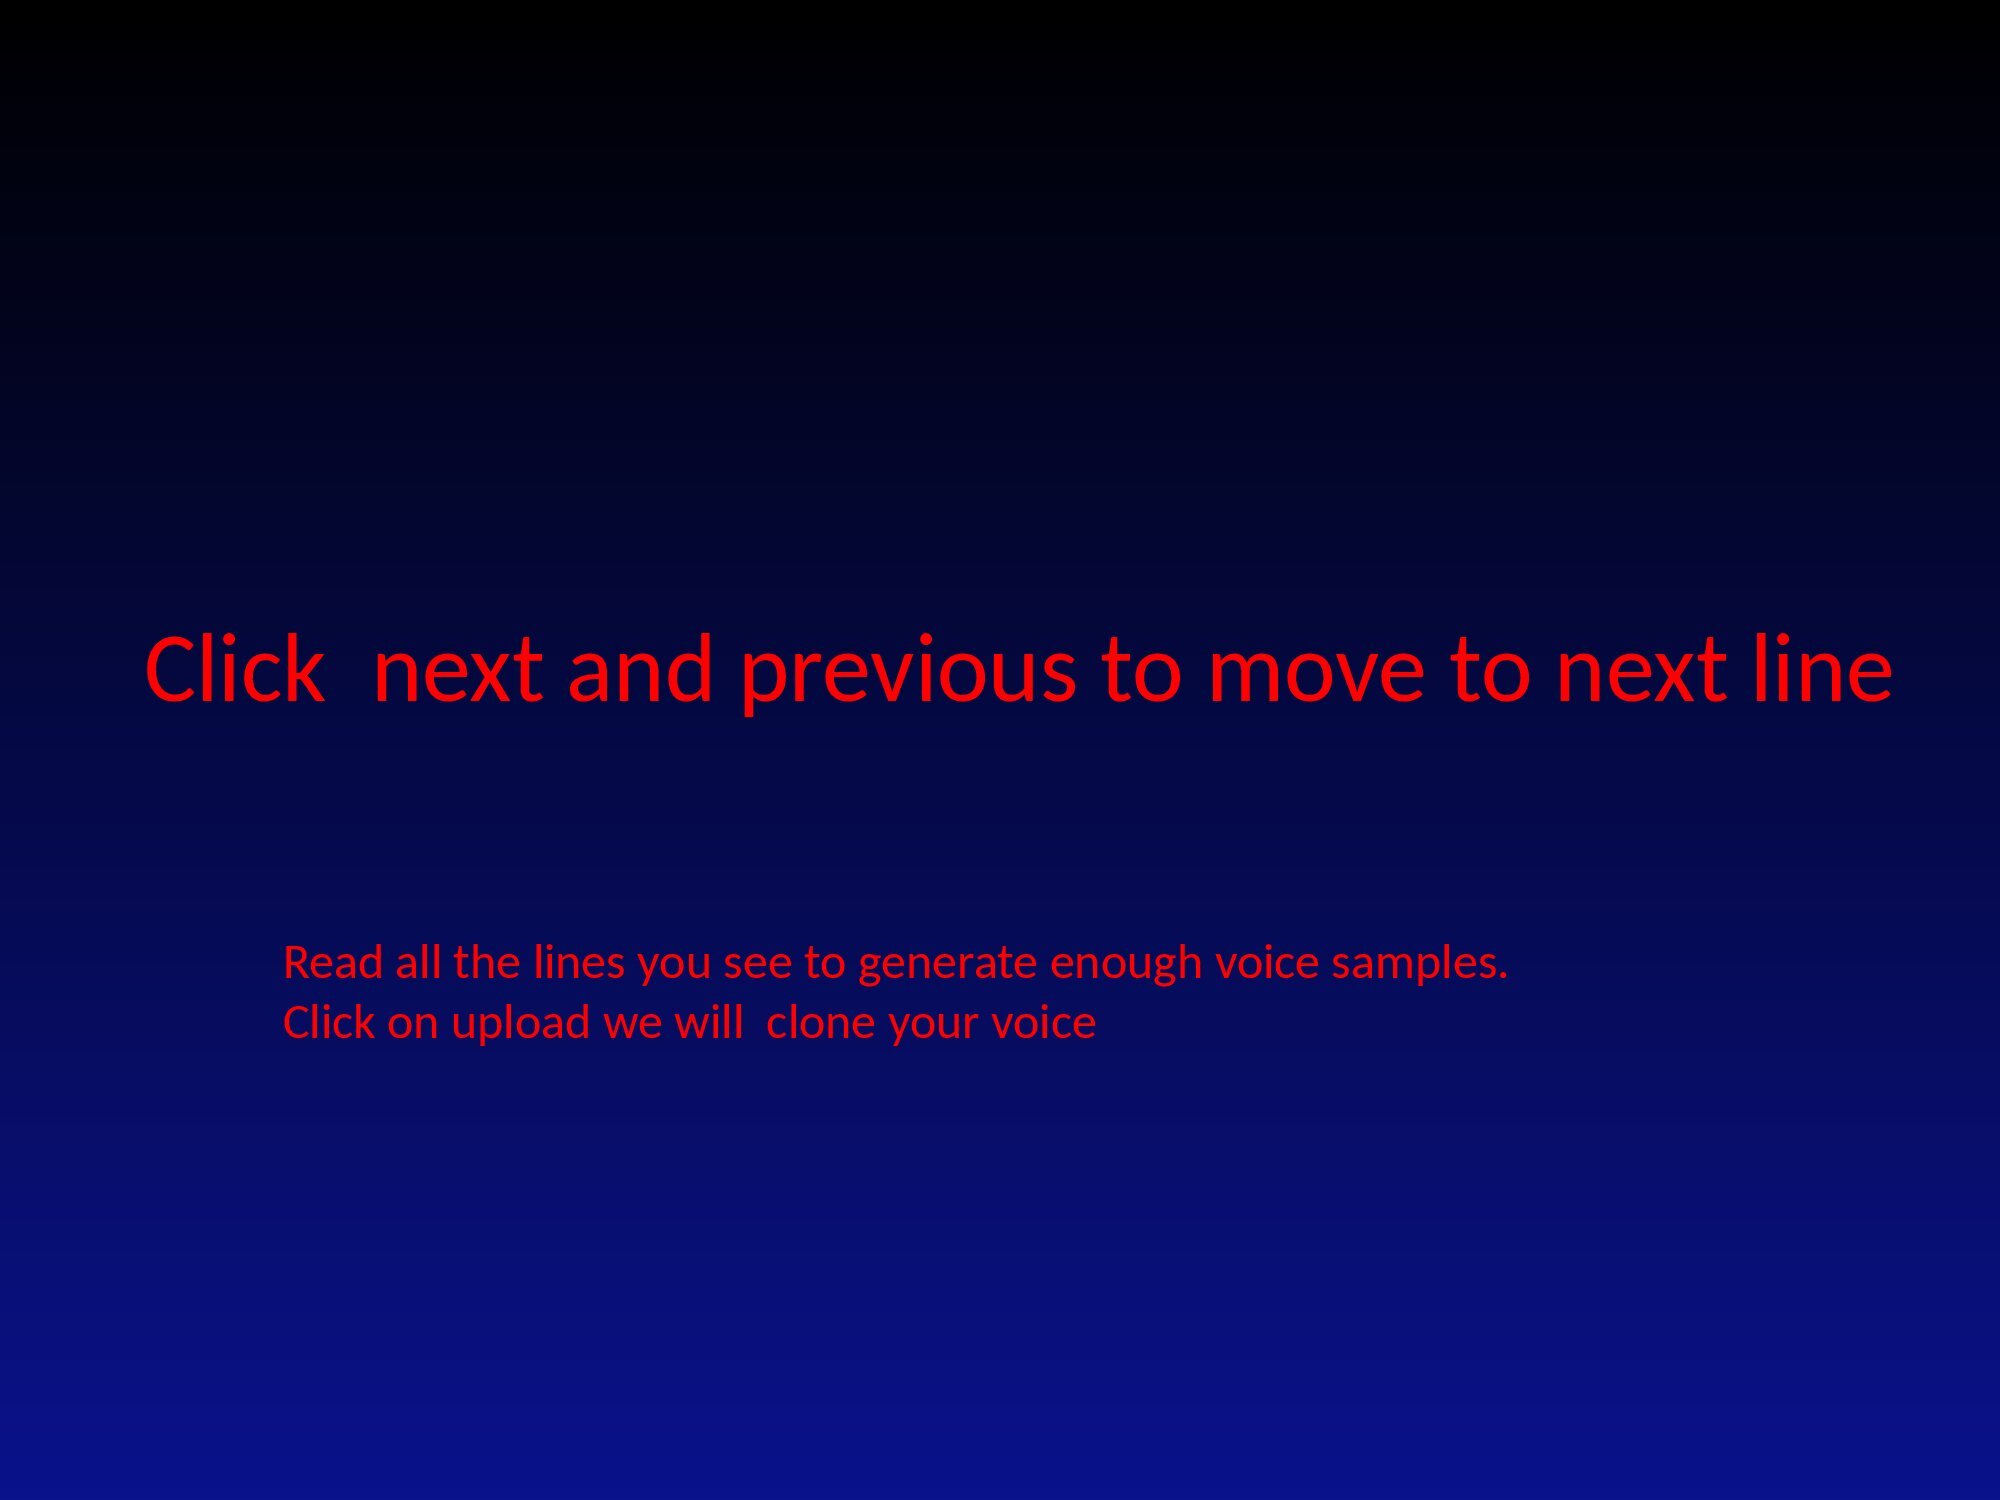 Click  next and previous to move to next line
Read all the lines you see to generate enough voice samples.
Click on upload we will  clone your voice